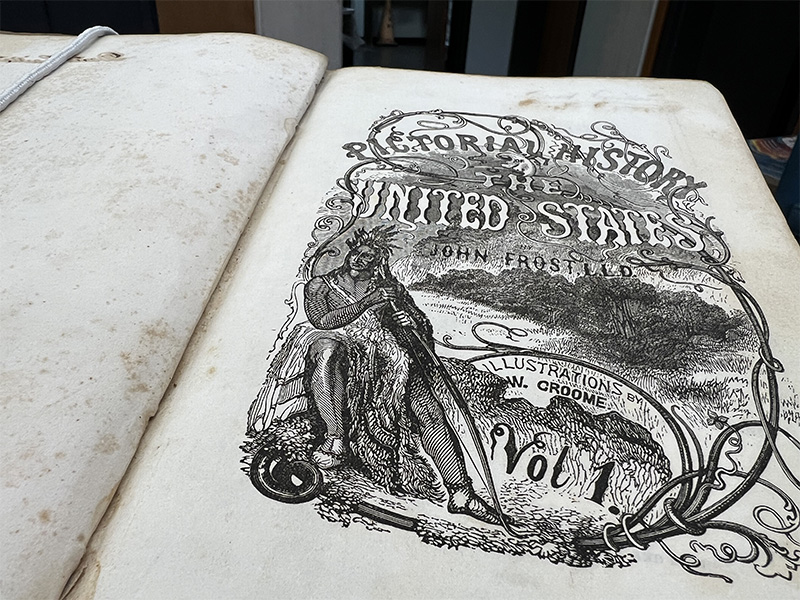 PICTORIAL HISTORY
OF
THE
UNITED STATES
JOHN FROST L.L.D.
ILLUSTRATIONS BY
W. CROOME
Vol 1.